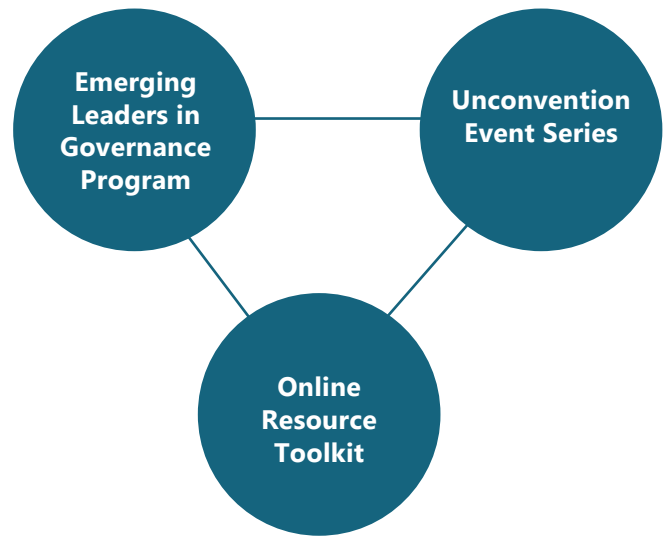 Emerging
Leaders in
Governance
Program
Unconvention
Event Series
Online
Resource
Toolkit